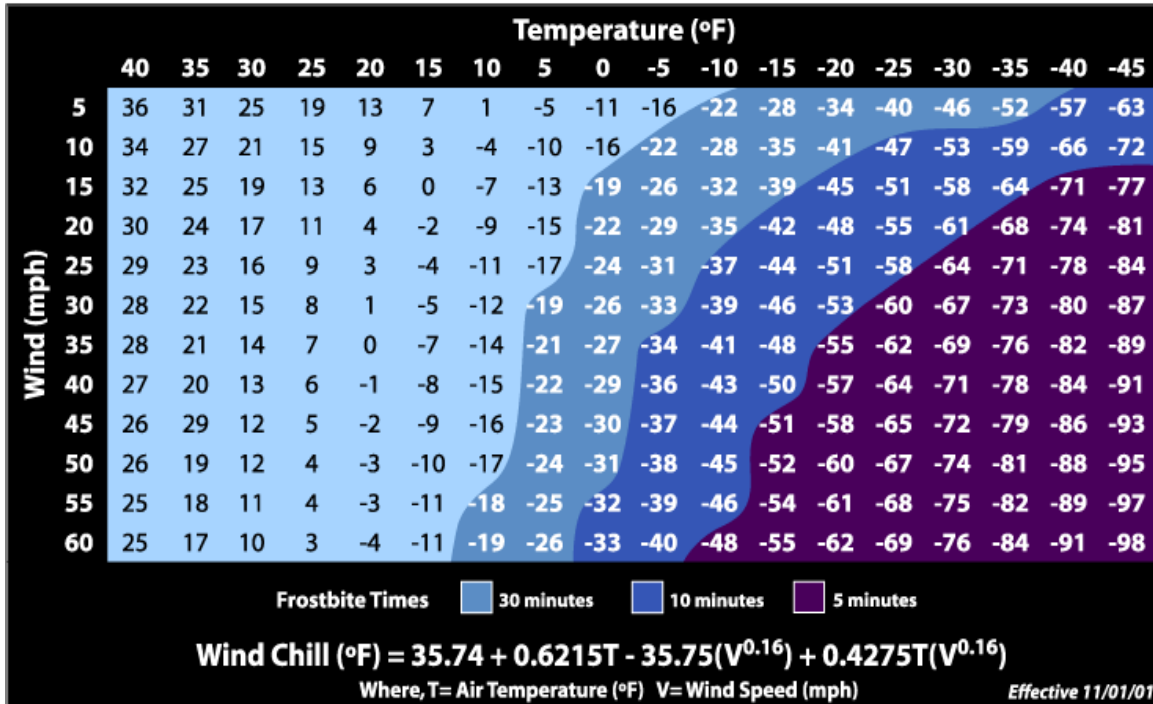 Temperature (ºF)
40 35 30 25 20 15 10 5 0 -5 -10 -15 -20 -25 -30 -35 -40 -45
Wind (mph)
5 36 31 25 19 13 7 1 -5 -11 -16 -22 -28 -34 -40 -46 -52 -57 -63
10 34 27 21 15 9 3 -4 -10 -16 -22 -28 -35 -41 -47 -53 -59 -66 -72
15 32 25 19 13 6 0 -7 -13 -19 -26 -32 -39 -45 -51 -58 -64 -71 -77
20 30 24 17 11 4 -2 -9 -15 -22 -29 -35 -42 -48 -55 -61 -68 -74 -81
25 29 23 16 9 3 -4 -11 -17 -24 -31 -37 -44 -51 -58 -64 -71 -78 -84
30 28 22 15 8 1 -5 -12 -19 -26 -33 -39 -46 -53 -60 -67 -73 -80 -87
35 28 21 14 7 0 -7 -14 -21 -27 -34 -41 -48 -55 -62 -69 -76 -82 -89
40 27 20 13 6 -1 -8 -15 -22 -29 -36 -43 -50 -57 -64 -71 -78 -84 -91
45 26 29 12 5 -2 -9 -16 -23 -30 -37 -44 -51 -58 -65 -72 -79 -86 -93
50 26 19 12 4 -3 -10 -17 -24 -31 -38 -45 -52 -60 -67 -74 -81 -88 -95
55 25 18 11 4 -3 -11 -18 -25 -32 -39 -46 -54 -61 -68 -75 -82 -89 -97
60 25 17 10 3 -4 -11 -19 -26 -33 -40 -48 -55 -62 -69 -76 -84 -91 -98
Frostbite Times 30 minutes 10 minutes 5 minutes
Wind Chill (ºF) = 35.74 + 0.6215T - 35.75(V^0.16) + 0.4275T(V^0.16)
Where, T= Air Temperature (ºF) V= Wind Speed (mph) Effective 11/01/01